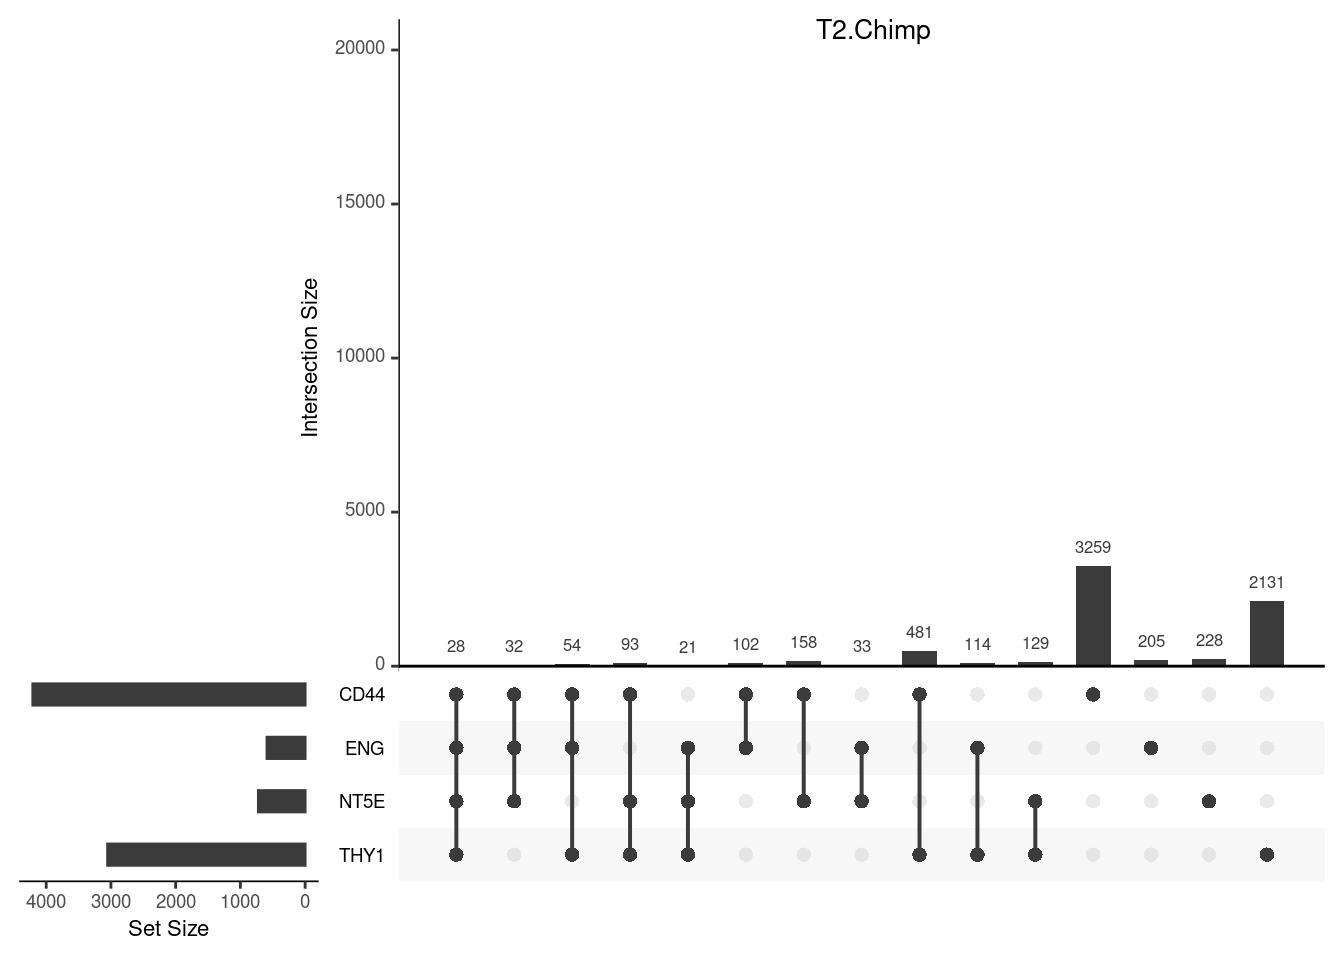 T2.Chimp
20000
15000
10000
5000
0
Intersection Size
28 32 54 93 21 102 158 33 481 114 129 3259 205 228 2131
CD44
ENG
NT5E
THY1
4000 3000 2000 1000 0
Set Size